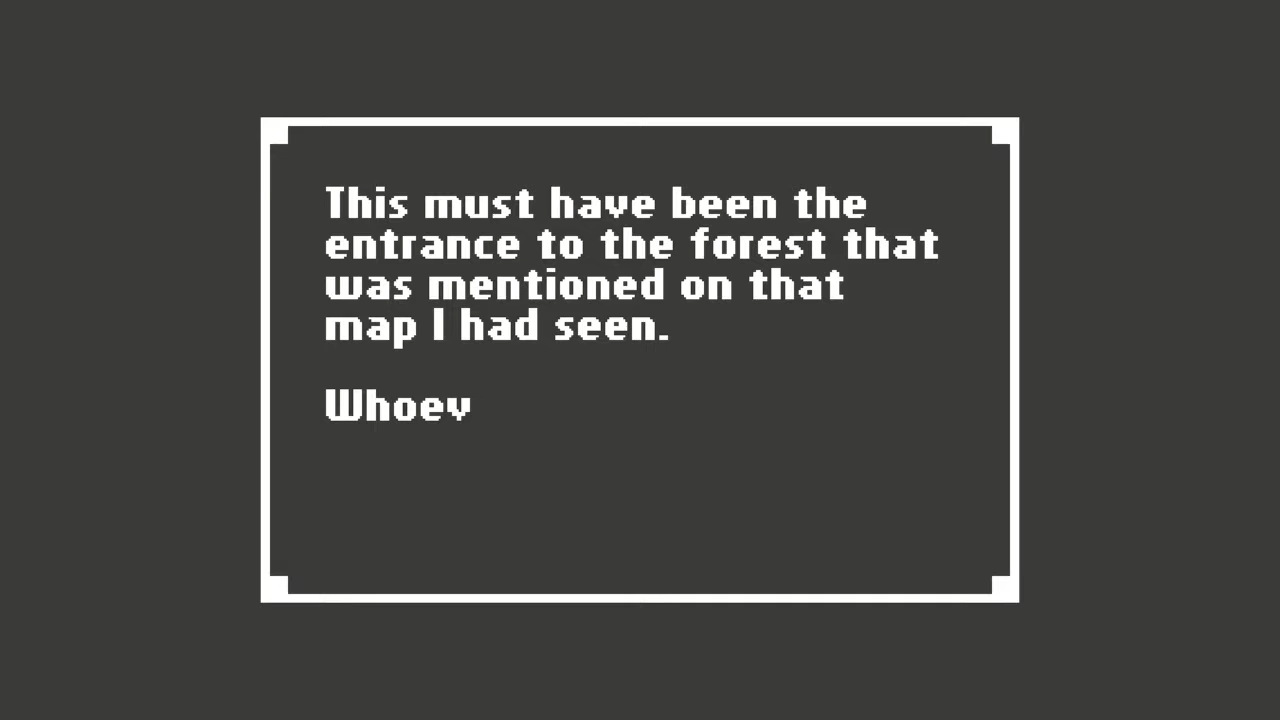 This must have been the
entrance to the forest that
was mentioned on that
map I had seen.
Whoev